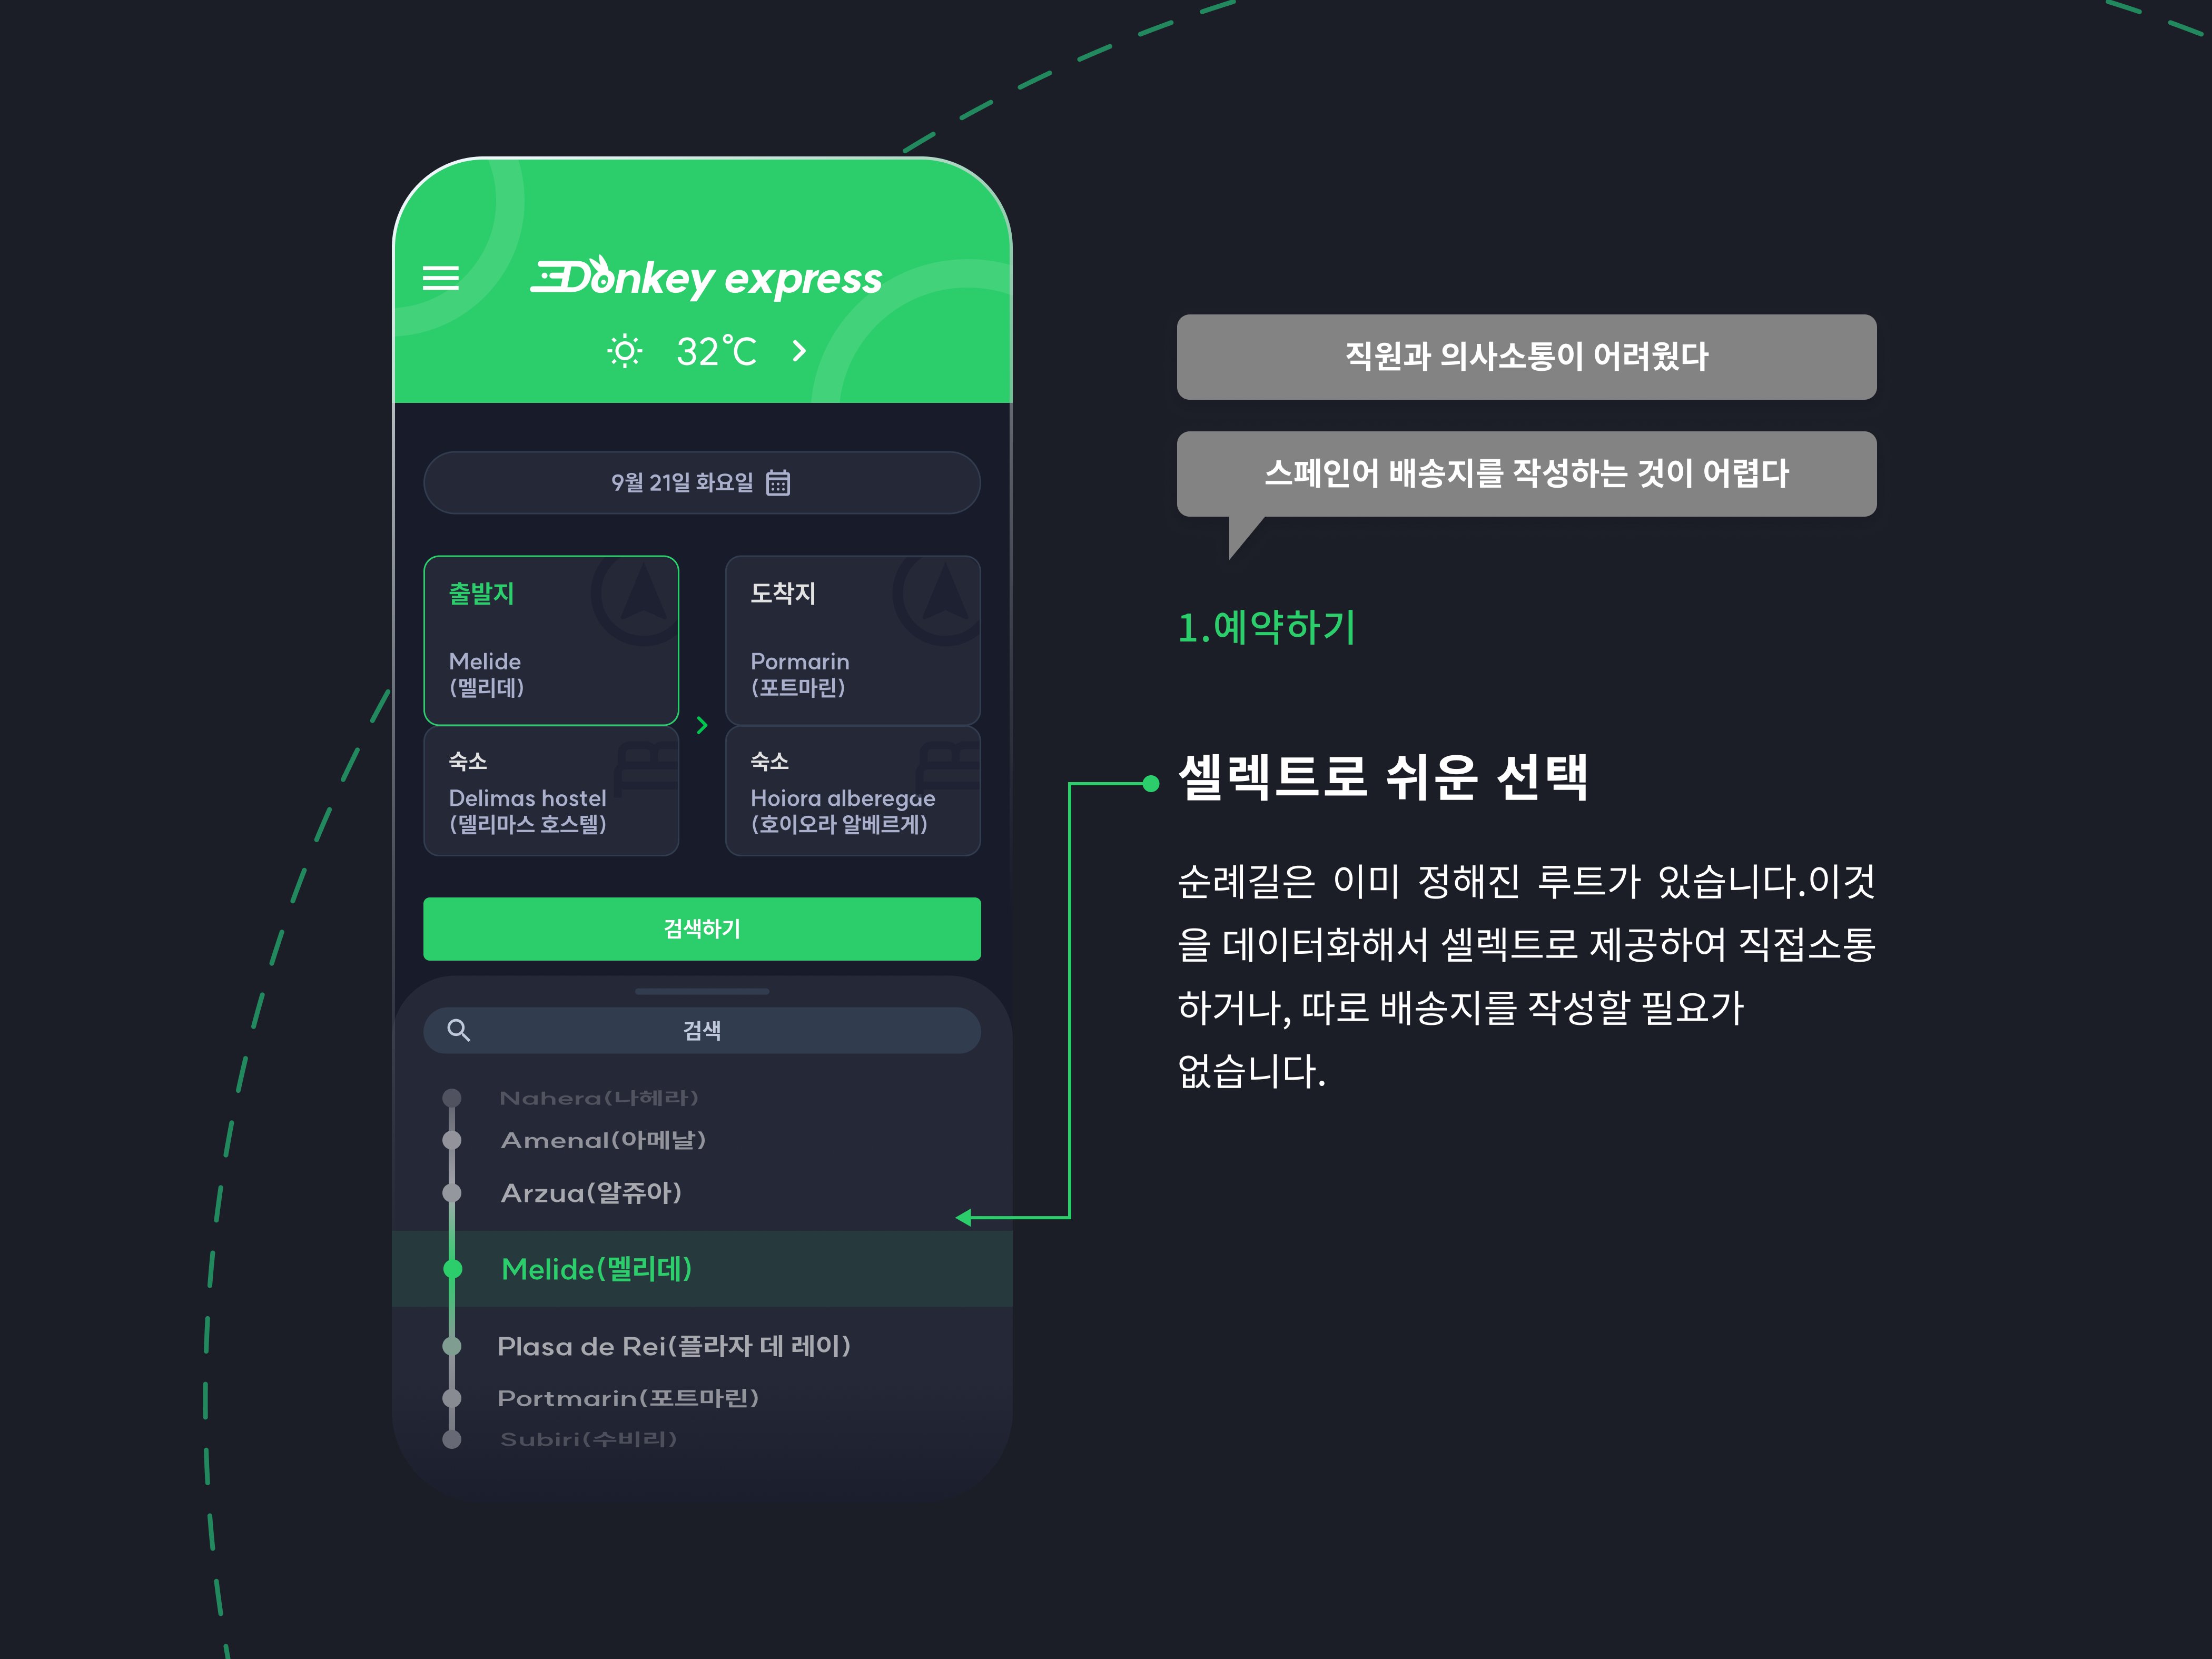 Donkey express
32°C
9월 21일 화요일
출발지
Melide
(멜리데)
도착지
Pormarin
(포트마린)
숙소
Delimas hostel
(델리마스 호스텔)
숙소
Hoiora alberegae
(호이오라 알베르게)
검색하기
검색
Nahera(나헤라)
Amenal(아메날)
Arzua(알쥬아)
Melide(멜리데)
Plasa de Rei(플라자 데 레이)
Portmarin(포트마린)
Subiri(수비리)
직원과 의사소통이 어려웠다
스페인어 배송지를 작성하는 것이 어렵다
1.예약하기
셀렉트로 쉬운 선택
순례길은 이미 정해진 루트가 있습니다.이것
을 데이터화해서 셀렉트로 제공하여 직접소통
하거나, 따로 배송지를 작성할 필요가
없습니다.